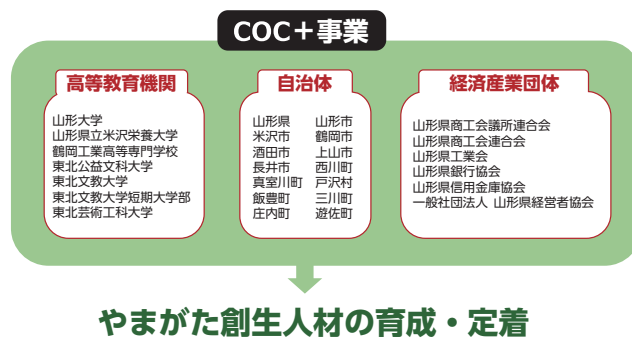 COC+事業
高等教育機関
山形大学
山形県立米沢栄養大学
鶴岡工業高等専門学校
東北公益文科大学
東北文教大学
東北文教大学短期大学部
東北芸術工科大学
自治体
山形県 山形市
米沢市 鶴岡市
酒田市 上山市
長井市 西川町
真室川町 戸沢村
飯豊町 三川町
庄内町 遊佐町
経済産業団体
山形県商工会議所連合会
山形県商工会連合会
山形県工業会
山形県銀行協会
山形県信用金庫協会
一般社団法人 山形県経営者協会
やまがた創生人材の育成・定着